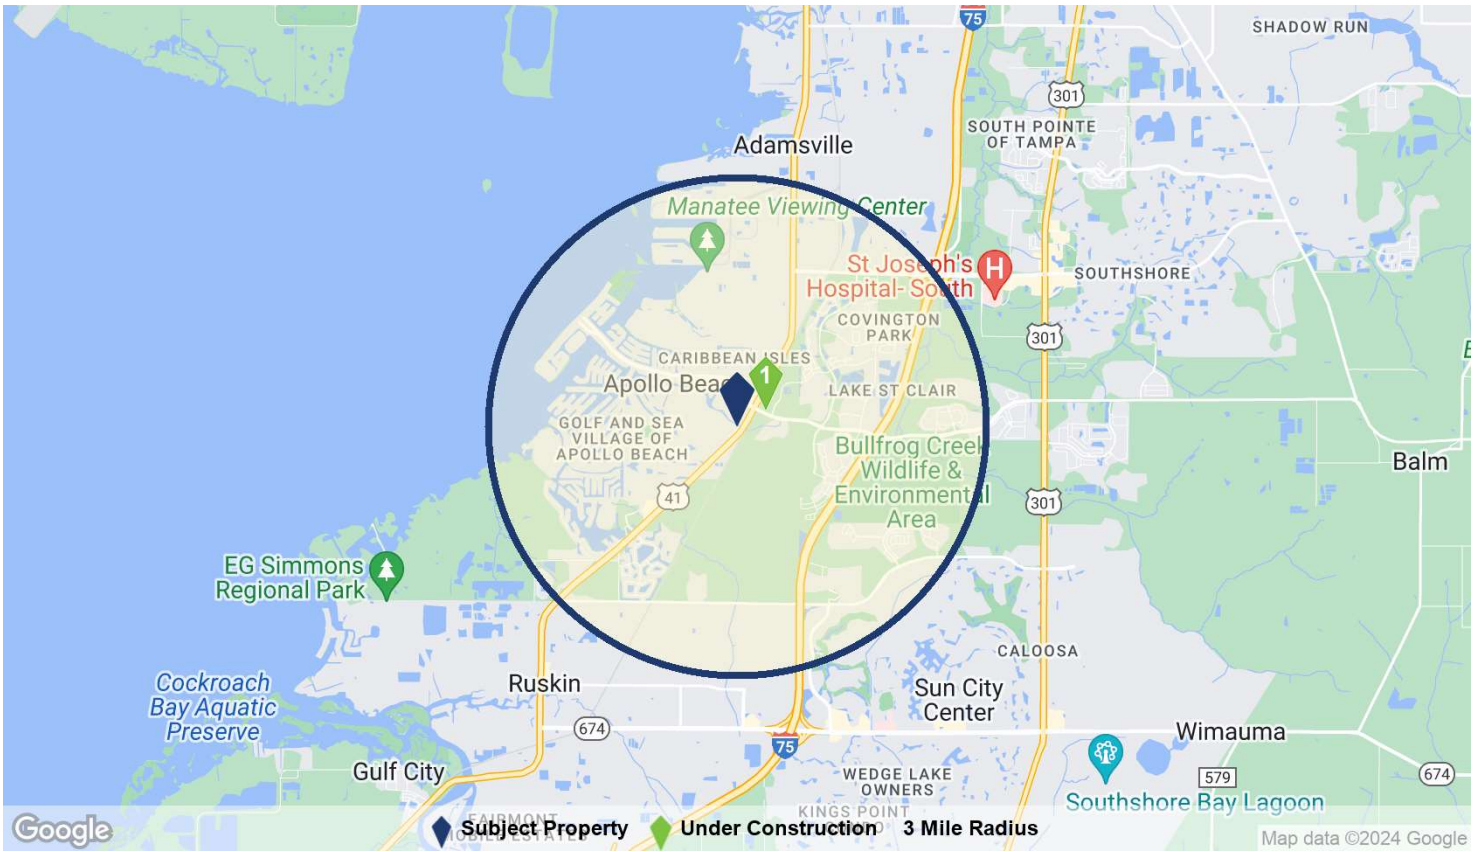 75
SHADOW RUN
301
SOUTH POINTE
OF TAMPA
Adamsville
Manatee Viewing Center
St Joseph's
Hospital- South
H
SOUTHSHORE
COVINGTON
PARK
301
CARIBBEAN ISLES
1
Apollo Beac
LAKE ST CLAIR
GOLF AND SEA
VILLAGE OF
APOLLO BEACH
Bullfrog Creek
Wildlife &
Environmental
Area
Balm
41
301
EG Simmons
Regional Park
CALOOSA
Cockroach
Bay Aquatic
Preserve
Ruskin
Sun City
Center
674
75
Wimauma
Gulf City
WEDGE LAKE
OWNERS
579
674
Southshore Bay Lagoon
KINGS POINT
FAIRMONT
MOBILE ESTATES
Google
Subject Property
Under Construction
3 Mile Radius
Map data ©2024 Google